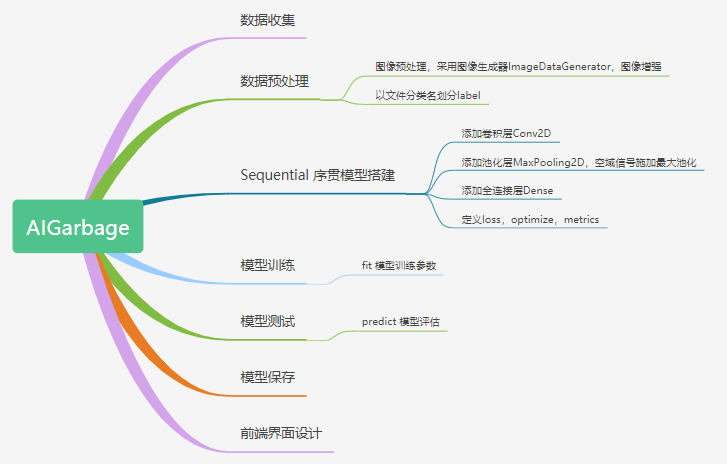 数据收集
数据预处理
图像预处理，采用图像生成器ImageDataGenerator，图像增强
以文件分类名划分label
Sequential 序贯模型搭建
添加卷积层Conv2D
添加池化层MaxPooling2D，空域信号施加最大池化
添加全连接层Dense
定义loss，optimize，metrics
AIGarbage
模型训练
fit 模型训练参数
模型测试
predict 模型评估
模型保存
前端界面设计